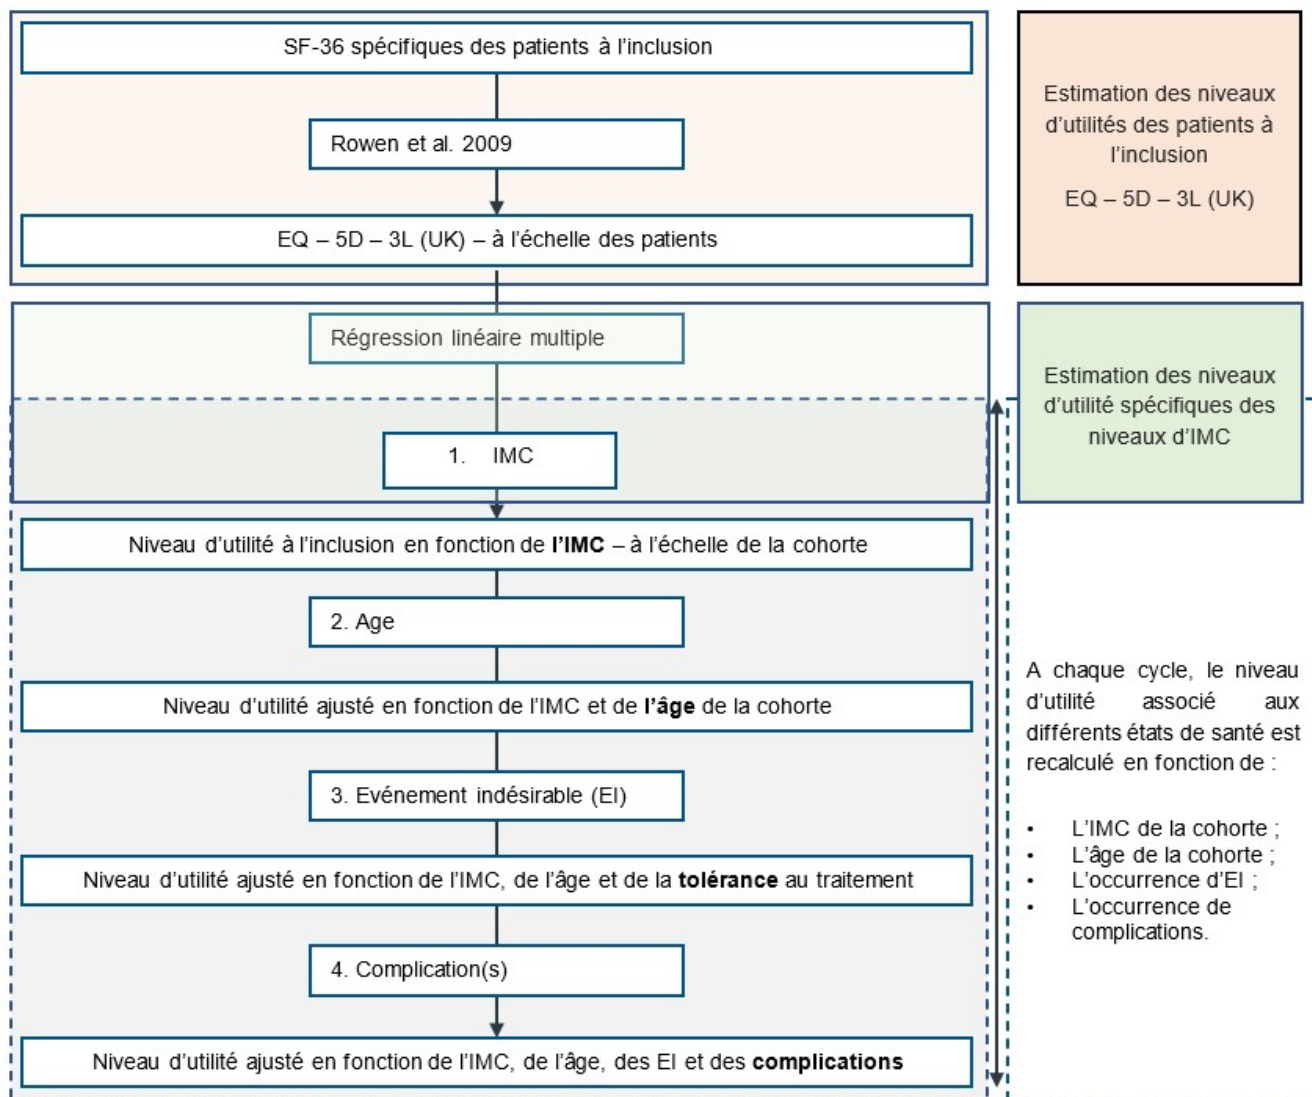 SF-36 spécifiques des patients à l'inclusion
Rowen et al. 2009
EQ – 5D – 3L (UK) – à l'échelle des patients
Estimation des niveaux
d'utilités des patients à
l'inclusion
EQ – 5D – 3L (UK)
Régression linéaire multiple
1. IMC
Estimation des niveaux
d'utilité spécifiques des
niveaux d'IMC
Niveau d'utilité à l'inclusion en fonction de l'IMC – à l'échelle de la cohorte
2. Age
Niveau d'utilité ajusté en fonction de l'IMC et de l'âge de la cohorte
3. Evénement indésirable (EI)
Niveau d'utilité ajusté en fonction de l'IMC, de l'âge et de la tolérance au traitement
4. Complication(s)
Niveau d'utilité ajusté en fonction de l'IMC, de l'âge, des EI et des complications
A chaque cycle, le niveau
d'utilité associé aux
différents états de santé est
recalculé en fonction de :
• L'IMC de la cohorte ;
• L'âge de la cohorte ;
• L'occurrence d'EI ;
• L'occurrence de
complications.